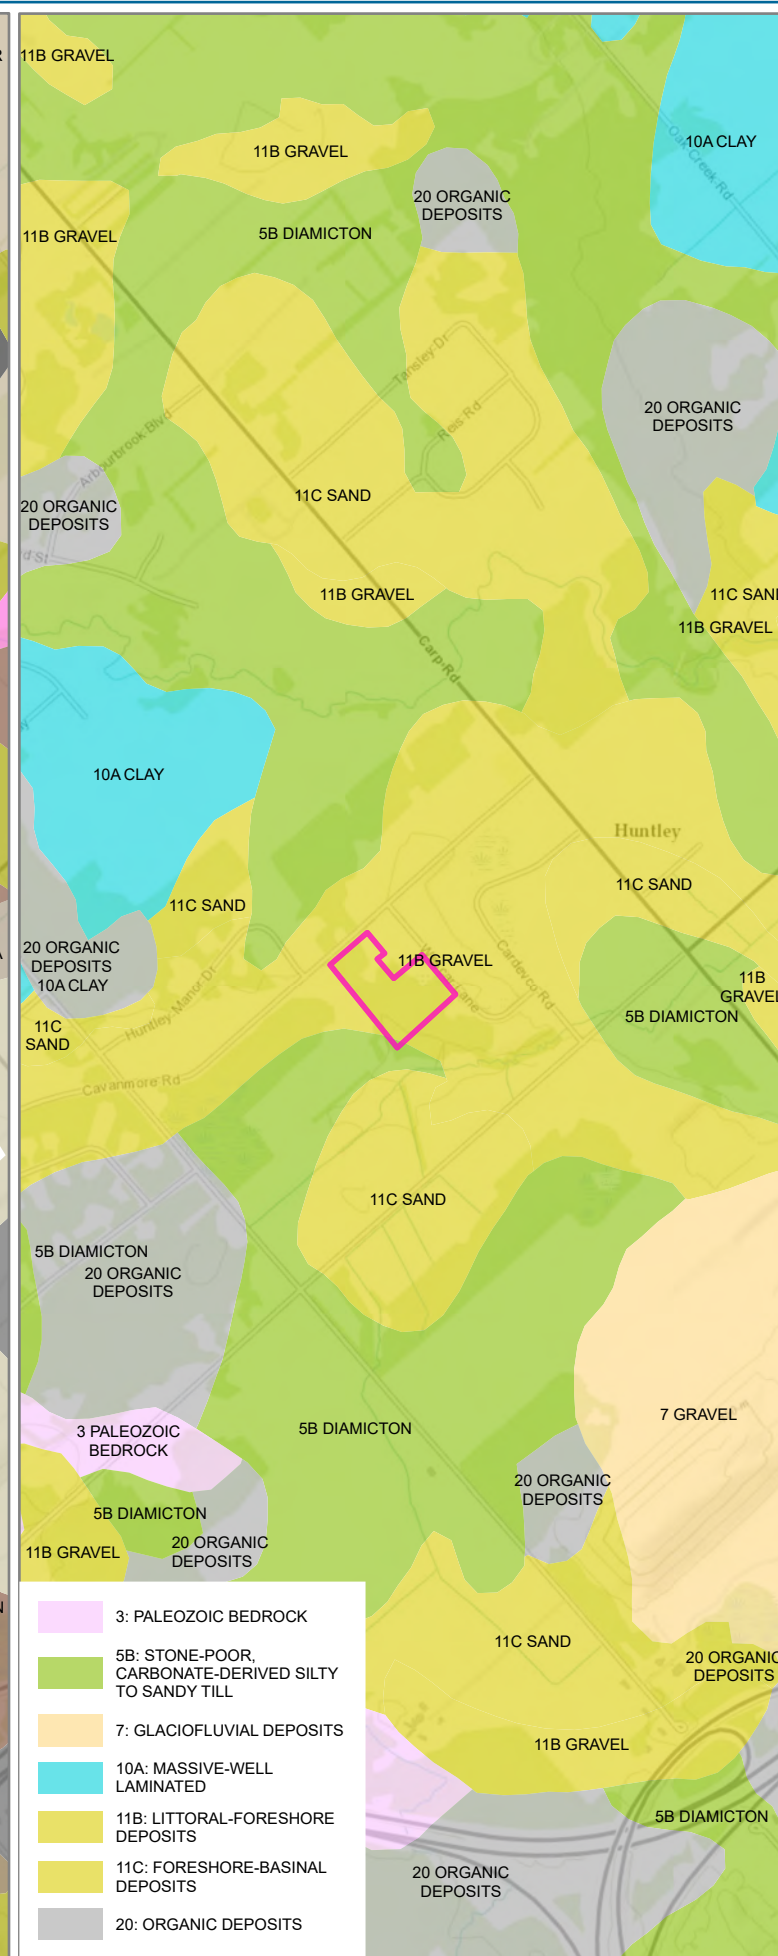 11B GRAVEL
10A CLAY
Oak Creek Rd
11B GRAVEL
20 ORGANIC
DEPOSITS
11B GRAVEL
5B DIAMICTON
Tansley Dr
Reis Rd
20 ORGANIC
DEPOSITS
Arbourbrook Blvd
11C SAND
20 ORGANIC
DEPOSITS
11B GRAVEL
11C SAN
11B GRAVEL
Carp Rd
10A CLAY
Huntley
11C SAND
11C SAND
20 ORGANIC
DEPOSITS
10A CLAY
11B GRAVEL
Lane
Cardevco Rd
11B
GRAVEL
5B DIAMICTON
11C
SAND
Huntley Manor Dr
Cavanmore Rd
11C SAND
5B DIAMICTON
20 ORGANIC
DEPOSITS
7 GRAVEL
3 PALEOZOIC
BEDROCK
5B DIAMICTON
20 ORGANIC
DEPOSITS
5B DIAMICTON
20 ORGANIC
DEPOSITS
11B GRAVEL
11C SAND
20 ORGANIC
DEPOSITS
11B GRAVEL
5B DIAMICTON
20 ORGANIC
DEPOSITS
3: PALEOZOIC BEDROCK
5B: STONE-POOR,
CARBONATE-DERIVED SILTY
TO SANDY TILL
7: GLACIOFLUVIAL DEPOSITS
10A: MASSIVE-WELL
LAMINATED
11B: LITTORAL-FORESHORE
DEPOSITS
11C: FORESHORE-BASINAL
DEPOSITS
20: ORGANIC DEPOSITS